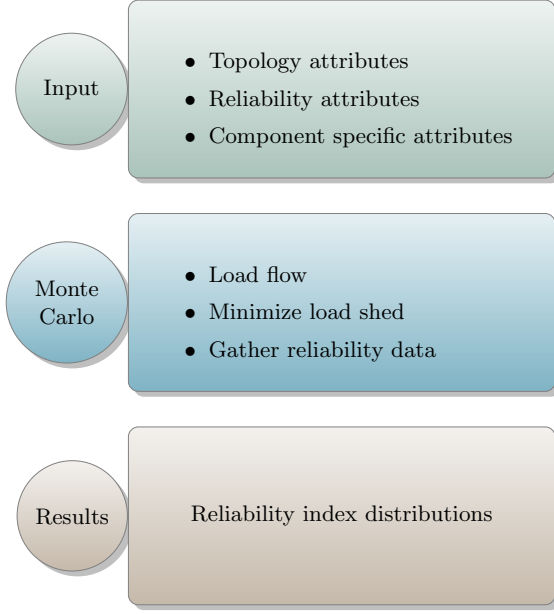 Input
• Topology attributes
• Reliability attributes
• Component specific attributes
Monte
Carlo
• Load flow
• Minimize load shed
• Gather reliability data
Results
Reliability index distributions